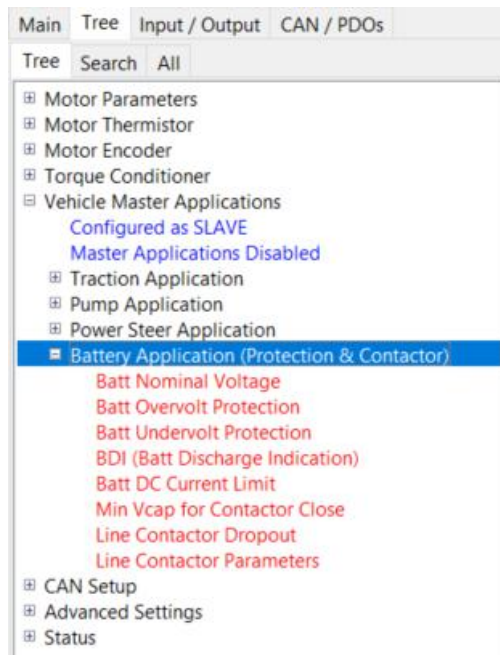 Main Tree Input / Output CAN / PDOs
Tree Search All
Motor Parameters
Motor Thermistor
Motor Encoder
Torque Conditioner
Vehicle Master Applications
Configured as SLAVE
Master Applications Disabled
Traction Application
Pump Application
Power Steer Application
Battery Application (Protection & Contactor)
Batt Nominal Voltage
Batt Overvolt Protection
Batt Undervolt Protection
BDI (Batt Discharge Indication)
Batt DC Current Limit
Min Vcap for Contactor Close
Line Contactor Dropout
Line Contactor Parameters
CAN Setup
Advanced Settings
Status